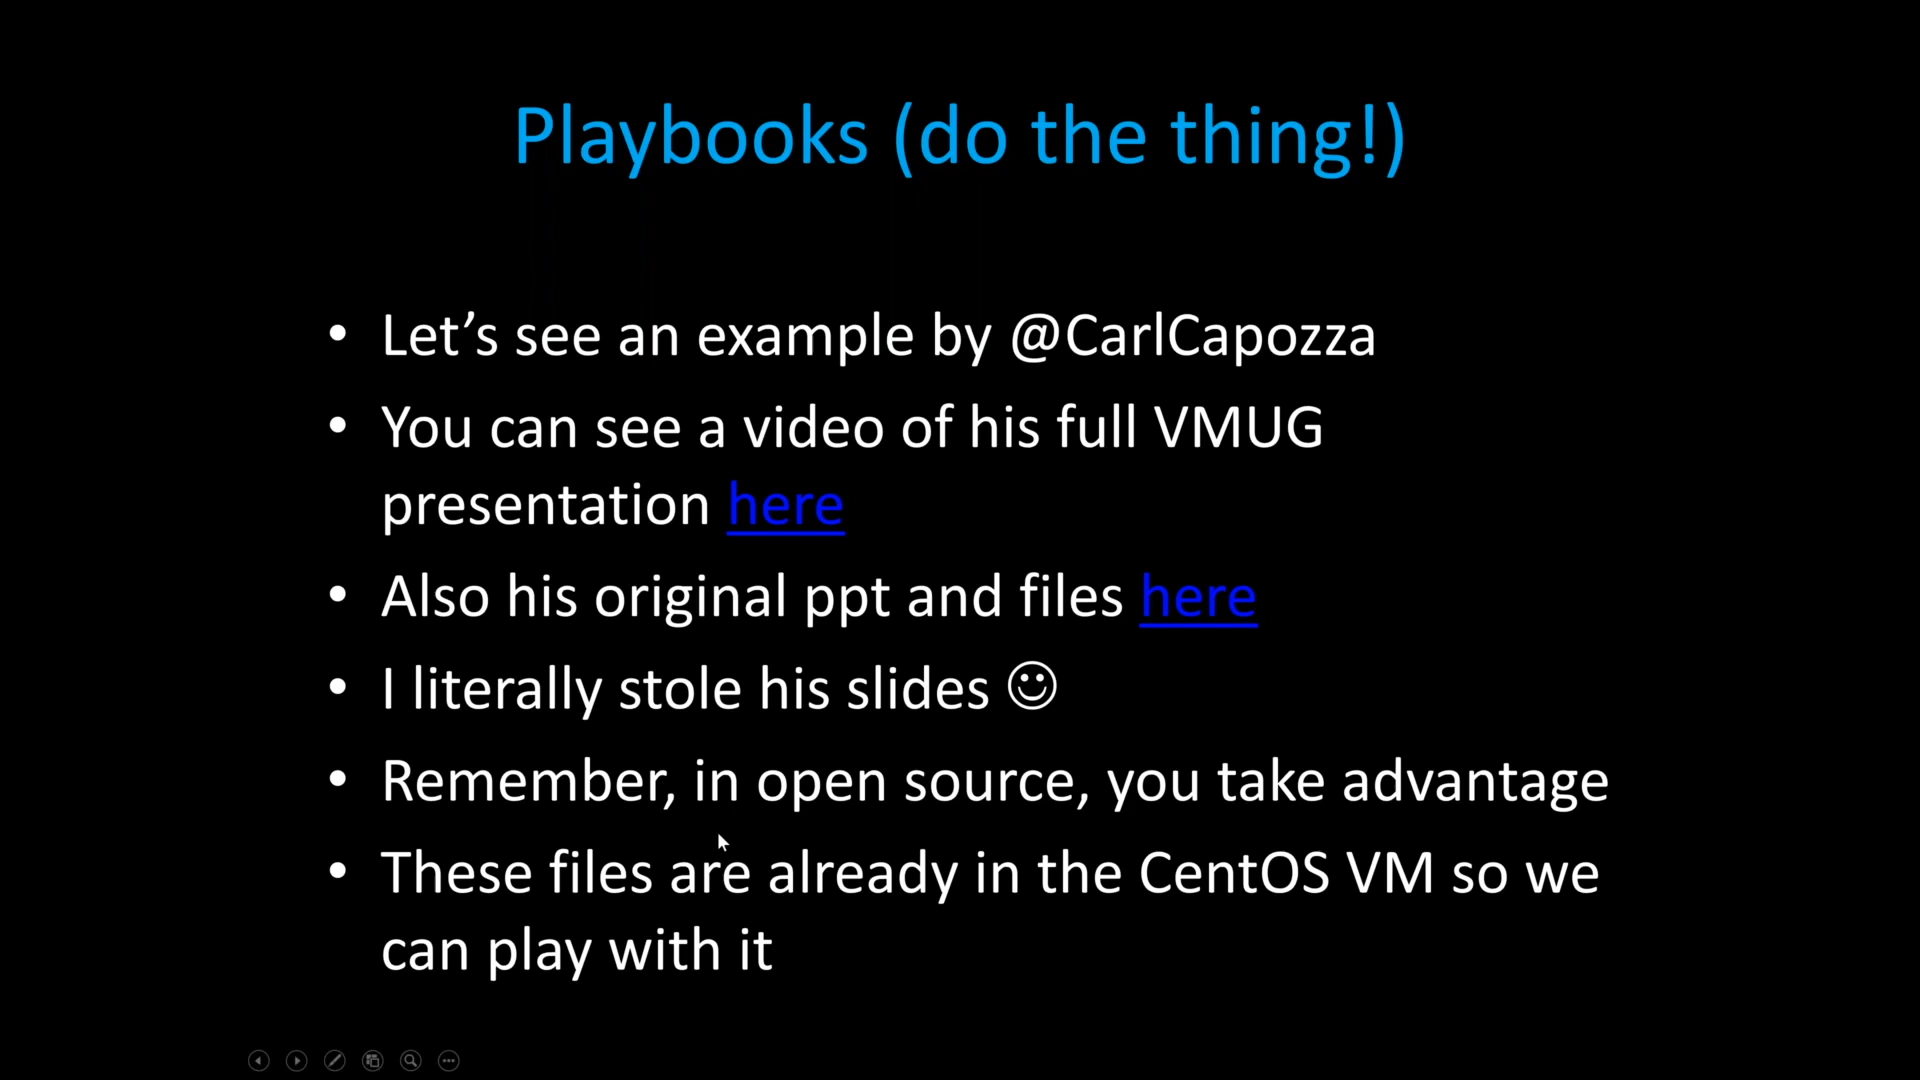 Playbooks (do the thing!)
• Let’s see an example by @CarlCapozza
• You can see a video of his full VMUG
presentation here
• Also his original ppt and files here
• I literally stole his slides ☺
• Remember, in open source, you take advantage
• These files are already in the CentOS VM so we
can play with it